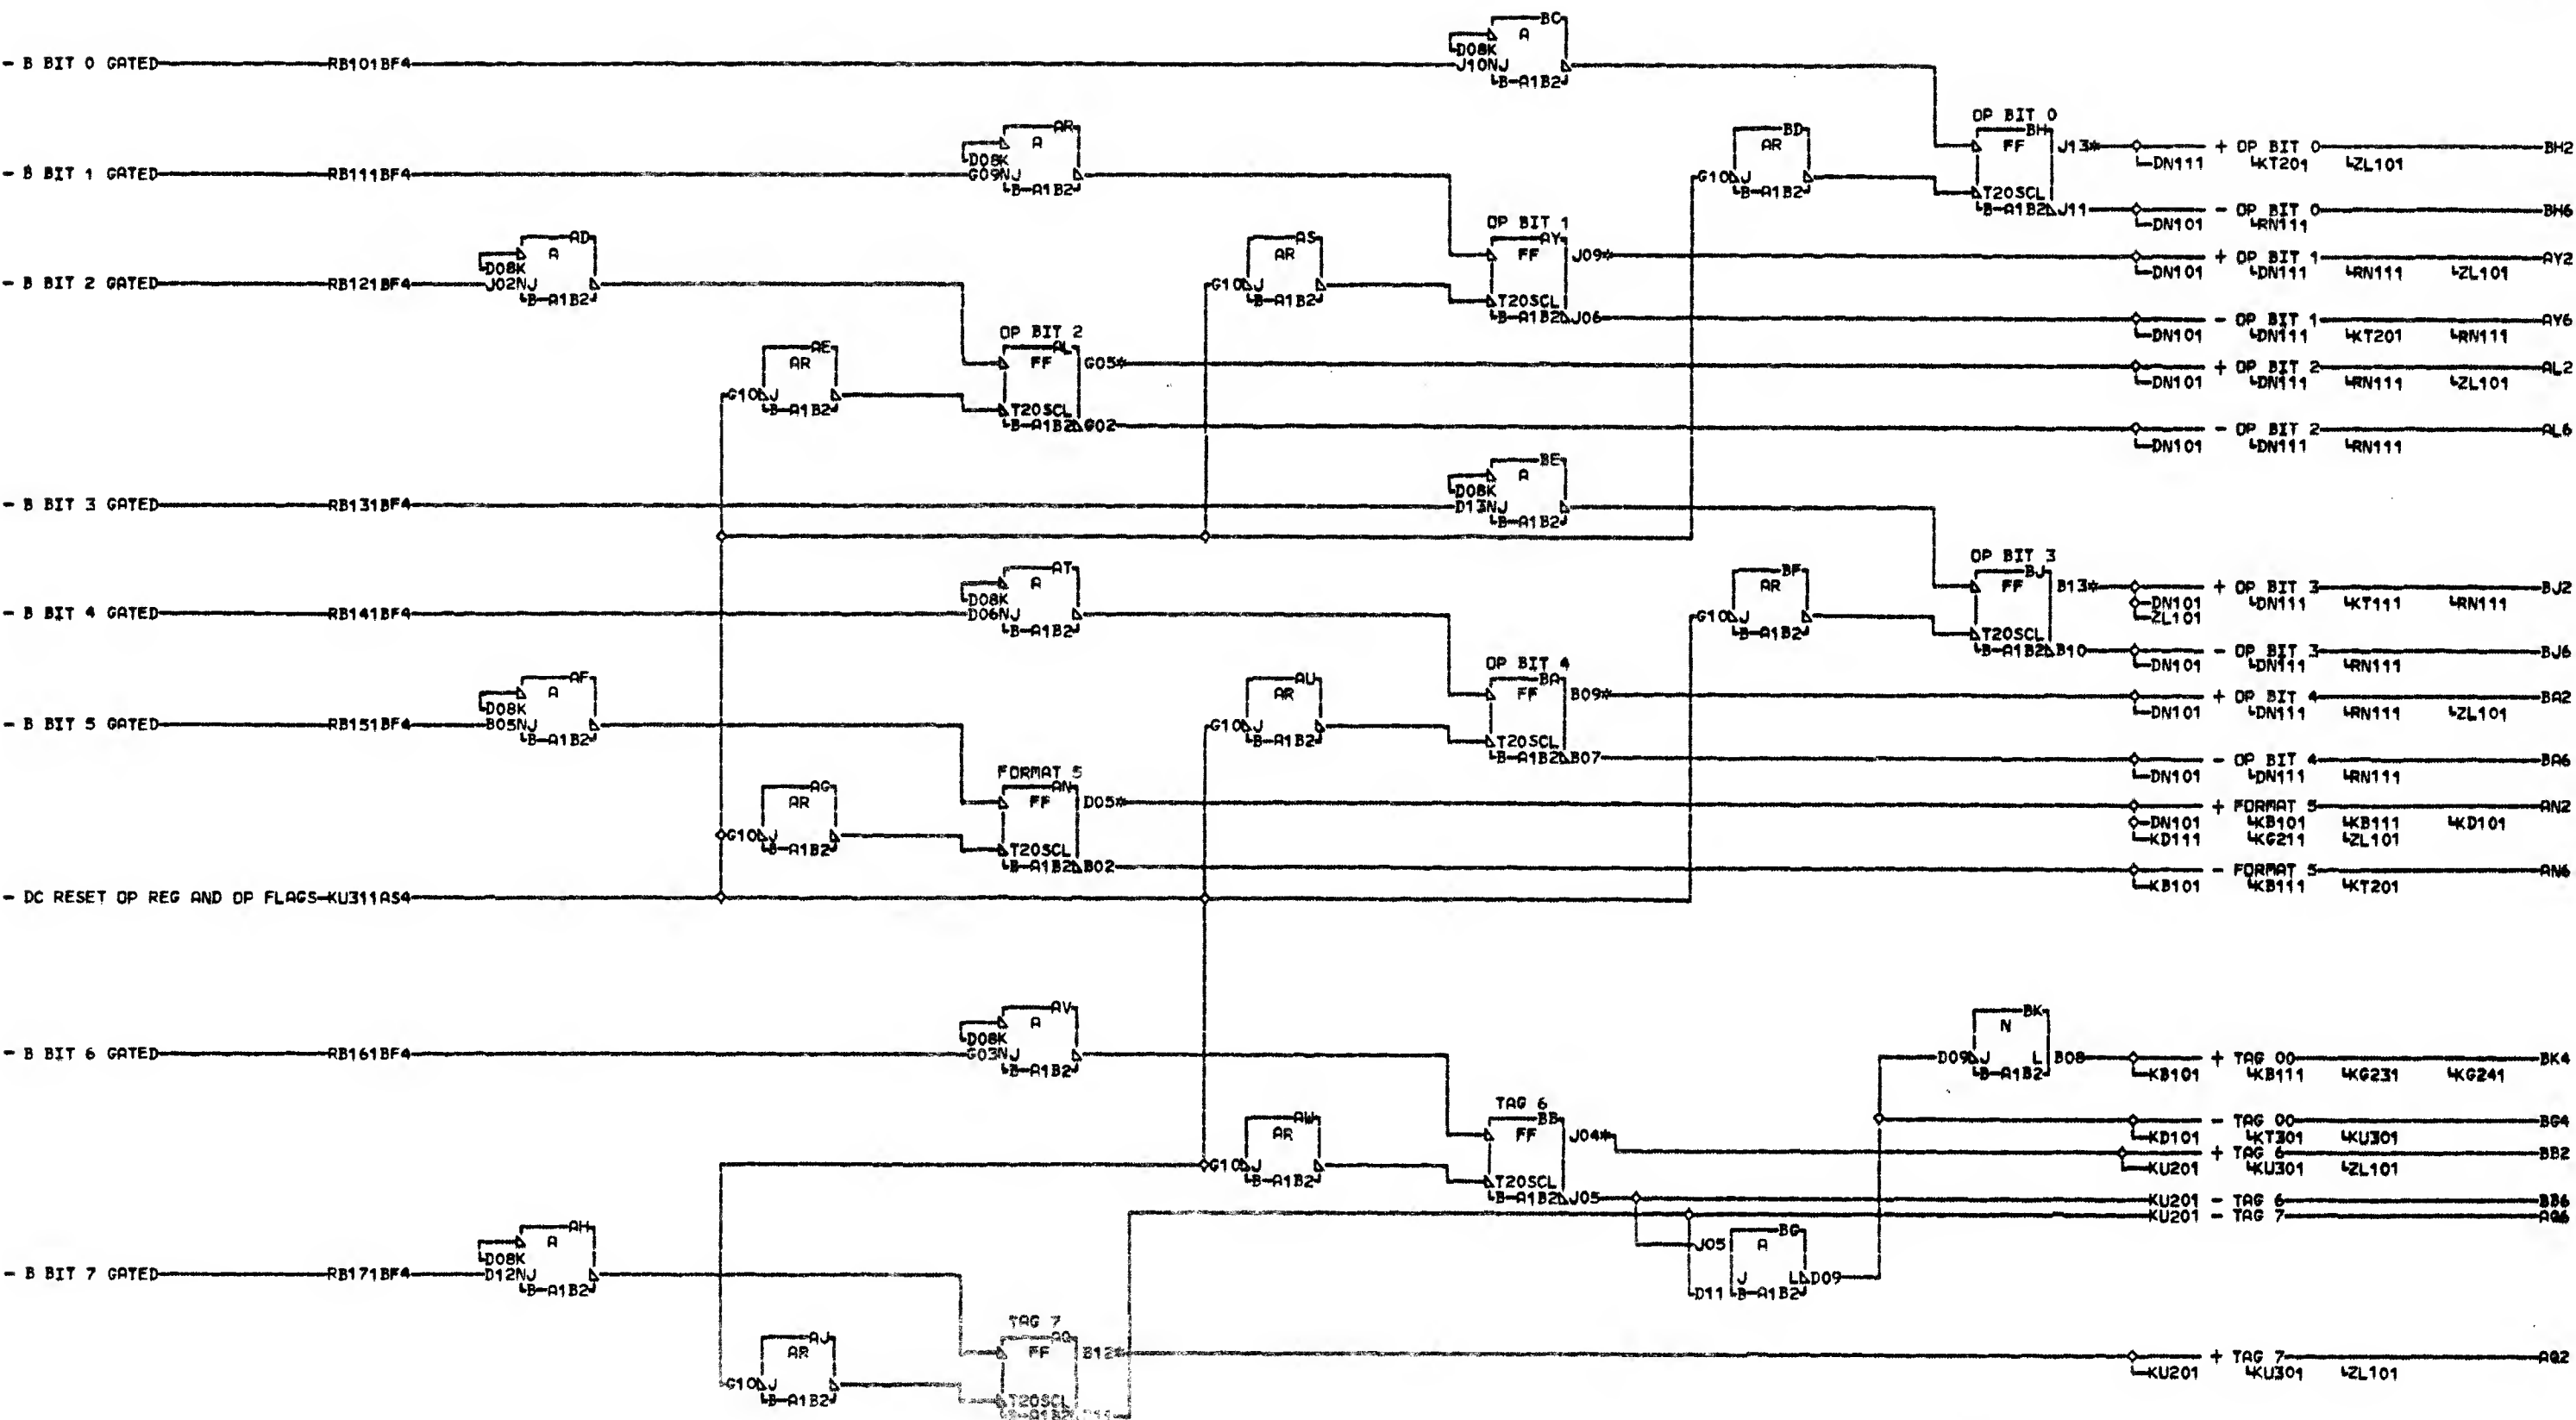 BC
A
D08K
- B BIT 0 GATED RB101BF4 J10NJ
B-A1B2
OP BIT 0
AR BD BH
A AR FF J13* + OP BIT 0 BH2
D08K DN111 KT201 ZL101
- B BIT 1 GATED RB111BF4 G09NJ G10 J
B-A1B2 B-A1B2 T20SCL
B-A1B2 J11 - OP BIT 0 BH6
OP BIT 1 DN101 RN111
AD AS AY
A AR FF J09* + OP BIT 1 AY2
D08K DN101 DN111 RN111 ZL101
- B BIT 2 GATED RB121BF4 J02NJ G10 J
B-A1B2 B-A1B2 T20SCL
B-A1B2 J06 - OP BIT 1 AY6
OP BIT 2 DN101 DN111 KT201 RN111
AE AL
AR FF G05* + OP BIT 2 AL2
DN101 DN111 RN111 ZL101
G10 J
B-A1B2 T20SCL
B-A1B2 G02 - OP BIT 2 AL6
DN101 DN111 RN111
BE
A
D08K
- B BIT 3 GATED RB131BF4 D13NJ
B-A1B2
OP BIT 3
AT BF BJ
A AR FF B13* + OP BIT 3 BJ2
D08K DN101 DN111 KT111 RN111
- B BIT 4 GATED RB141BF4 D06NJ G10 J ZL101
B-A1B2 B-A1B2 T20SCL
B-A1B2 B10 - OP BIT 3 BJ6
OP BIT 4 DN101 DN111 RN111
AF AU BA
A AR FF B09* + OP BIT 4 BA2
D08K DN101 DN111 RN111 ZL101
- B BIT 5 GATED RB151BF4 B05NJ G10 J
B-A1B2 B-A1B2 T20SCL
B-A1B2 B07 - OP BIT 4 BA6
FORMAT 5 DN101 DN111 RN111
AG AN
AR FF D05* + FORMAT 5 AN2
DN101 KB101 KB111 KD101
G10 J KD111 KG211 ZL101
B-A1B2 T20SCL
B-A1B2 B02 - FORMAT 5 AN6
KB101 KB111 KT201
- DC RESET OP REG AND OP FLAGS KU311AS4
AV BK
A N
D08K
- B BIT 6 GATED RB161BF4 G03NJ D09 J L B08 + TAG 00 BK4
B-A1B2 B-A1B2 KB101 KB111 KG231 KG241
TAG 6
AW BB - TAG 00 BG4
AR FF J04* KD101 KT301 KU301
+ TAG 6 BB2
G10 J KU201 KU301 ZL101
B-A1B2 T20SCL
B-A1B2 J05 KU201 - TAG 6 BB6
KU201 - TAG 7 AQ6
AH BG
A J05 A
D08K
- B BIT 7 GATED RB171BF4 D12NJ J L D09
B-A1B2 D11 B-A1B2
TAG 7
AJ AQ
AR FF B12* + TAG 7 AQ2
KU201 KU301 ZL101
G10 J
B-A1B2 T20SCL
B-A1B2